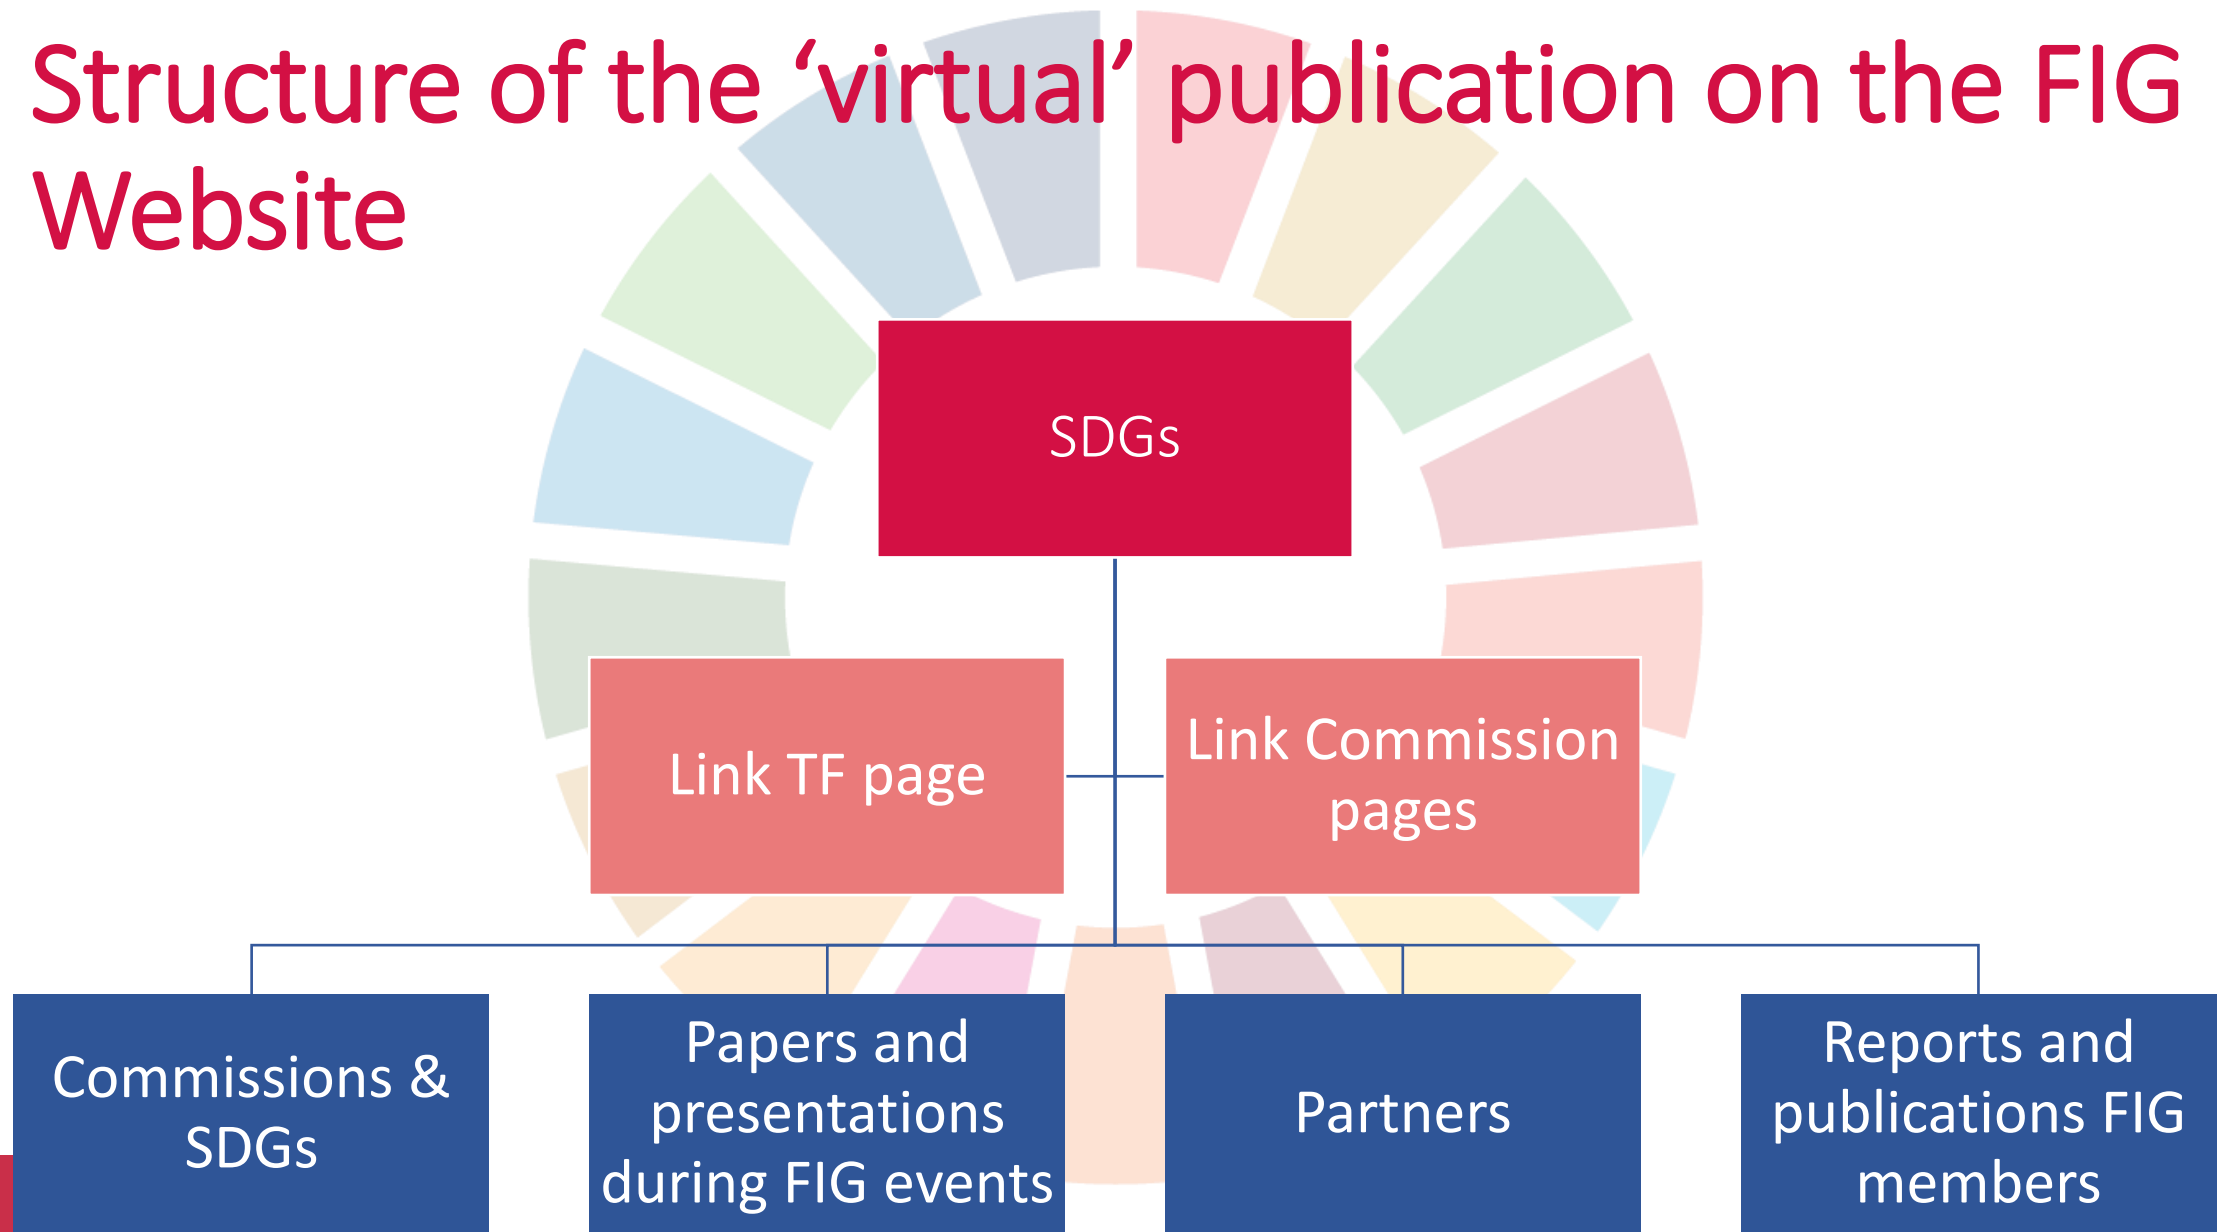 Structure of the ‘virtual’ publication on the FIG
Website
SDGs
Link TF page
Link Commission
pages
Commissions &
SDGs
Papers and
presentations
during FIG events
Partners
Reports and
publications FIG
members